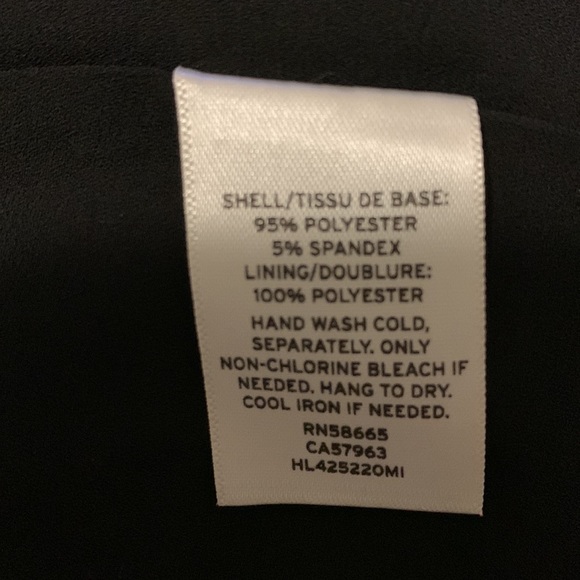 SHELL/TISSU DE BASE:
95% POLYESTER
5% SPANDEX
LINING/DOUBLURE:
100% POLYESTER
HAND WASH COLD,
SEPARATELY. ONLY
NON-CHLORINE BLEACH IF
NEEDED. HANG TO DRY.
COOL IRON IF NEEDED.
RN58665
CA57963
HL425220MI